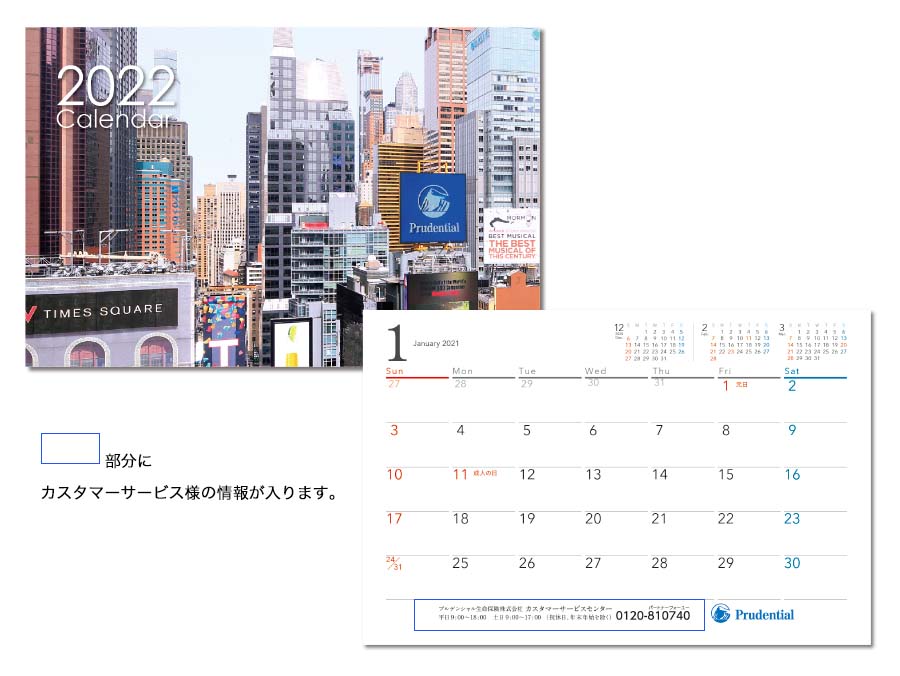 2022
Calendar
Prudential
MORMON
BEST MUSICAL
THE BEST
MUSICAL OF
THIS CENTURY
TIMES SQUARE
部分に
カスタマーサービス様の情報が入ります。
1 January 2021
12 2 3
Sun Mon Tue Wed Thu Fri Sat
27 28 29 30 31 1 元日 2
3 4 5 6 7 8 9
10 11 成人の日 12 13 14 15 16
17 18 19 20 21 22 23
24/31 25 26 27 28 29 30
プルデンシャル生命保険株式会社 カスタマーサービスセンター
平日9:00~18:00 土日9:00~17:00 (祝休日、年末年始を除く) 0120-810740
Prudential